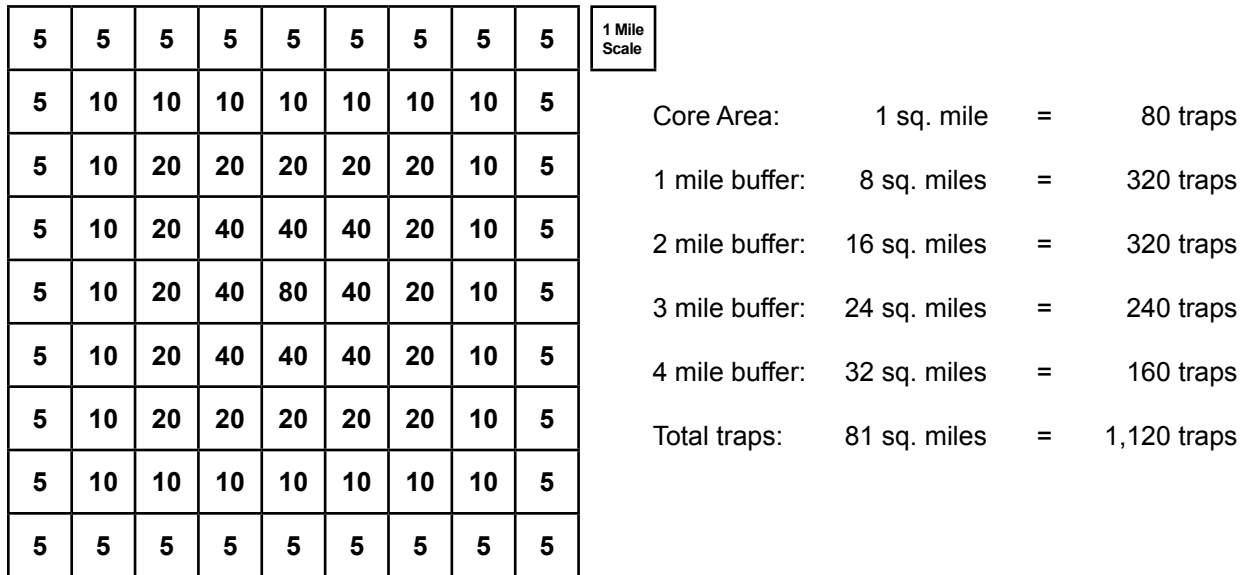 5 5 5 5 5 5 5 5 5
5 10 10 10 10 10 10 10 5
5 10 20 20 20 20 20 10 5
5 10 20 40 40 40 20 10 5
5 10 20 40 80 40 20 10 5
5 10 20 40 40 40 20 10 5
5 10 20 20 20 20 20 10 5
5 10 10 10 10 10 10 10 5
5 5 5 5 5 5 5 5 5
1 Mile
Scale
Core Area: 1 sq. mile = 80 traps
1 mile buffer: 8 sq. miles = 320 traps
2 mile buffer: 16 sq. miles = 320 traps
3 mile buffer: 24 sq. miles = 240 traps
4 mile buffer: 32 sq. miles = 160 traps
Total traps: 81 sq. miles = 1,120 traps